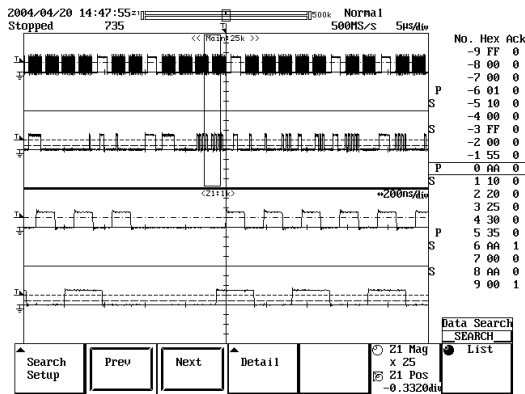 2004/04/20 14:47:55 500k Normal
Stopped 735 500MS/s 5µs/div
<< Main:25k >>
No. Hex Ack
-9 FF 0
-8 00 0
-7 00 0
P -6 01 0
S -5 10 0
-4 00 0
S -3 FF 0
-2 00 0
-1 55 0
P 0 AA 0
S 1 10 0
2 20 0
3 25 0
4 30 0
P 5 35 0
S 6 AA 1
7 00 0
S 8 AA 0
9 00 1
<Z1:1k> 200ns/div
Data Search
SEARCH
List
Search Setup
Prev
Next
Detail
Z1 Mag
x 25
Z1 Pos
-0.3320div